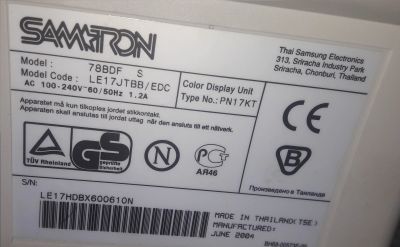 SAMTRON
Model : 78BDF S
Model Code : LE17JTBB/EDC
AC 100-240V~60/50Hz 1.2A
Color Display Unit
Type No.: PN17KT
Thai Samsung Electronics
313, Sriracha Industry Park
Sriracha, Chonburi, Thailand
Apparatet må kun tilkoples jordet stikkontakt.
Apparaten skall anslutas till jordat uttag när den ansluts till ett nätverk.
TÜV Rheinland
geprüfte
Sicherheit
N
PC
AY46
CE
B
Произведено в Таиланде
S/N:
LE17HDBX600610N
MADE IN THAILAND(TSE)
MANUFACTURED :
JUNE 2004